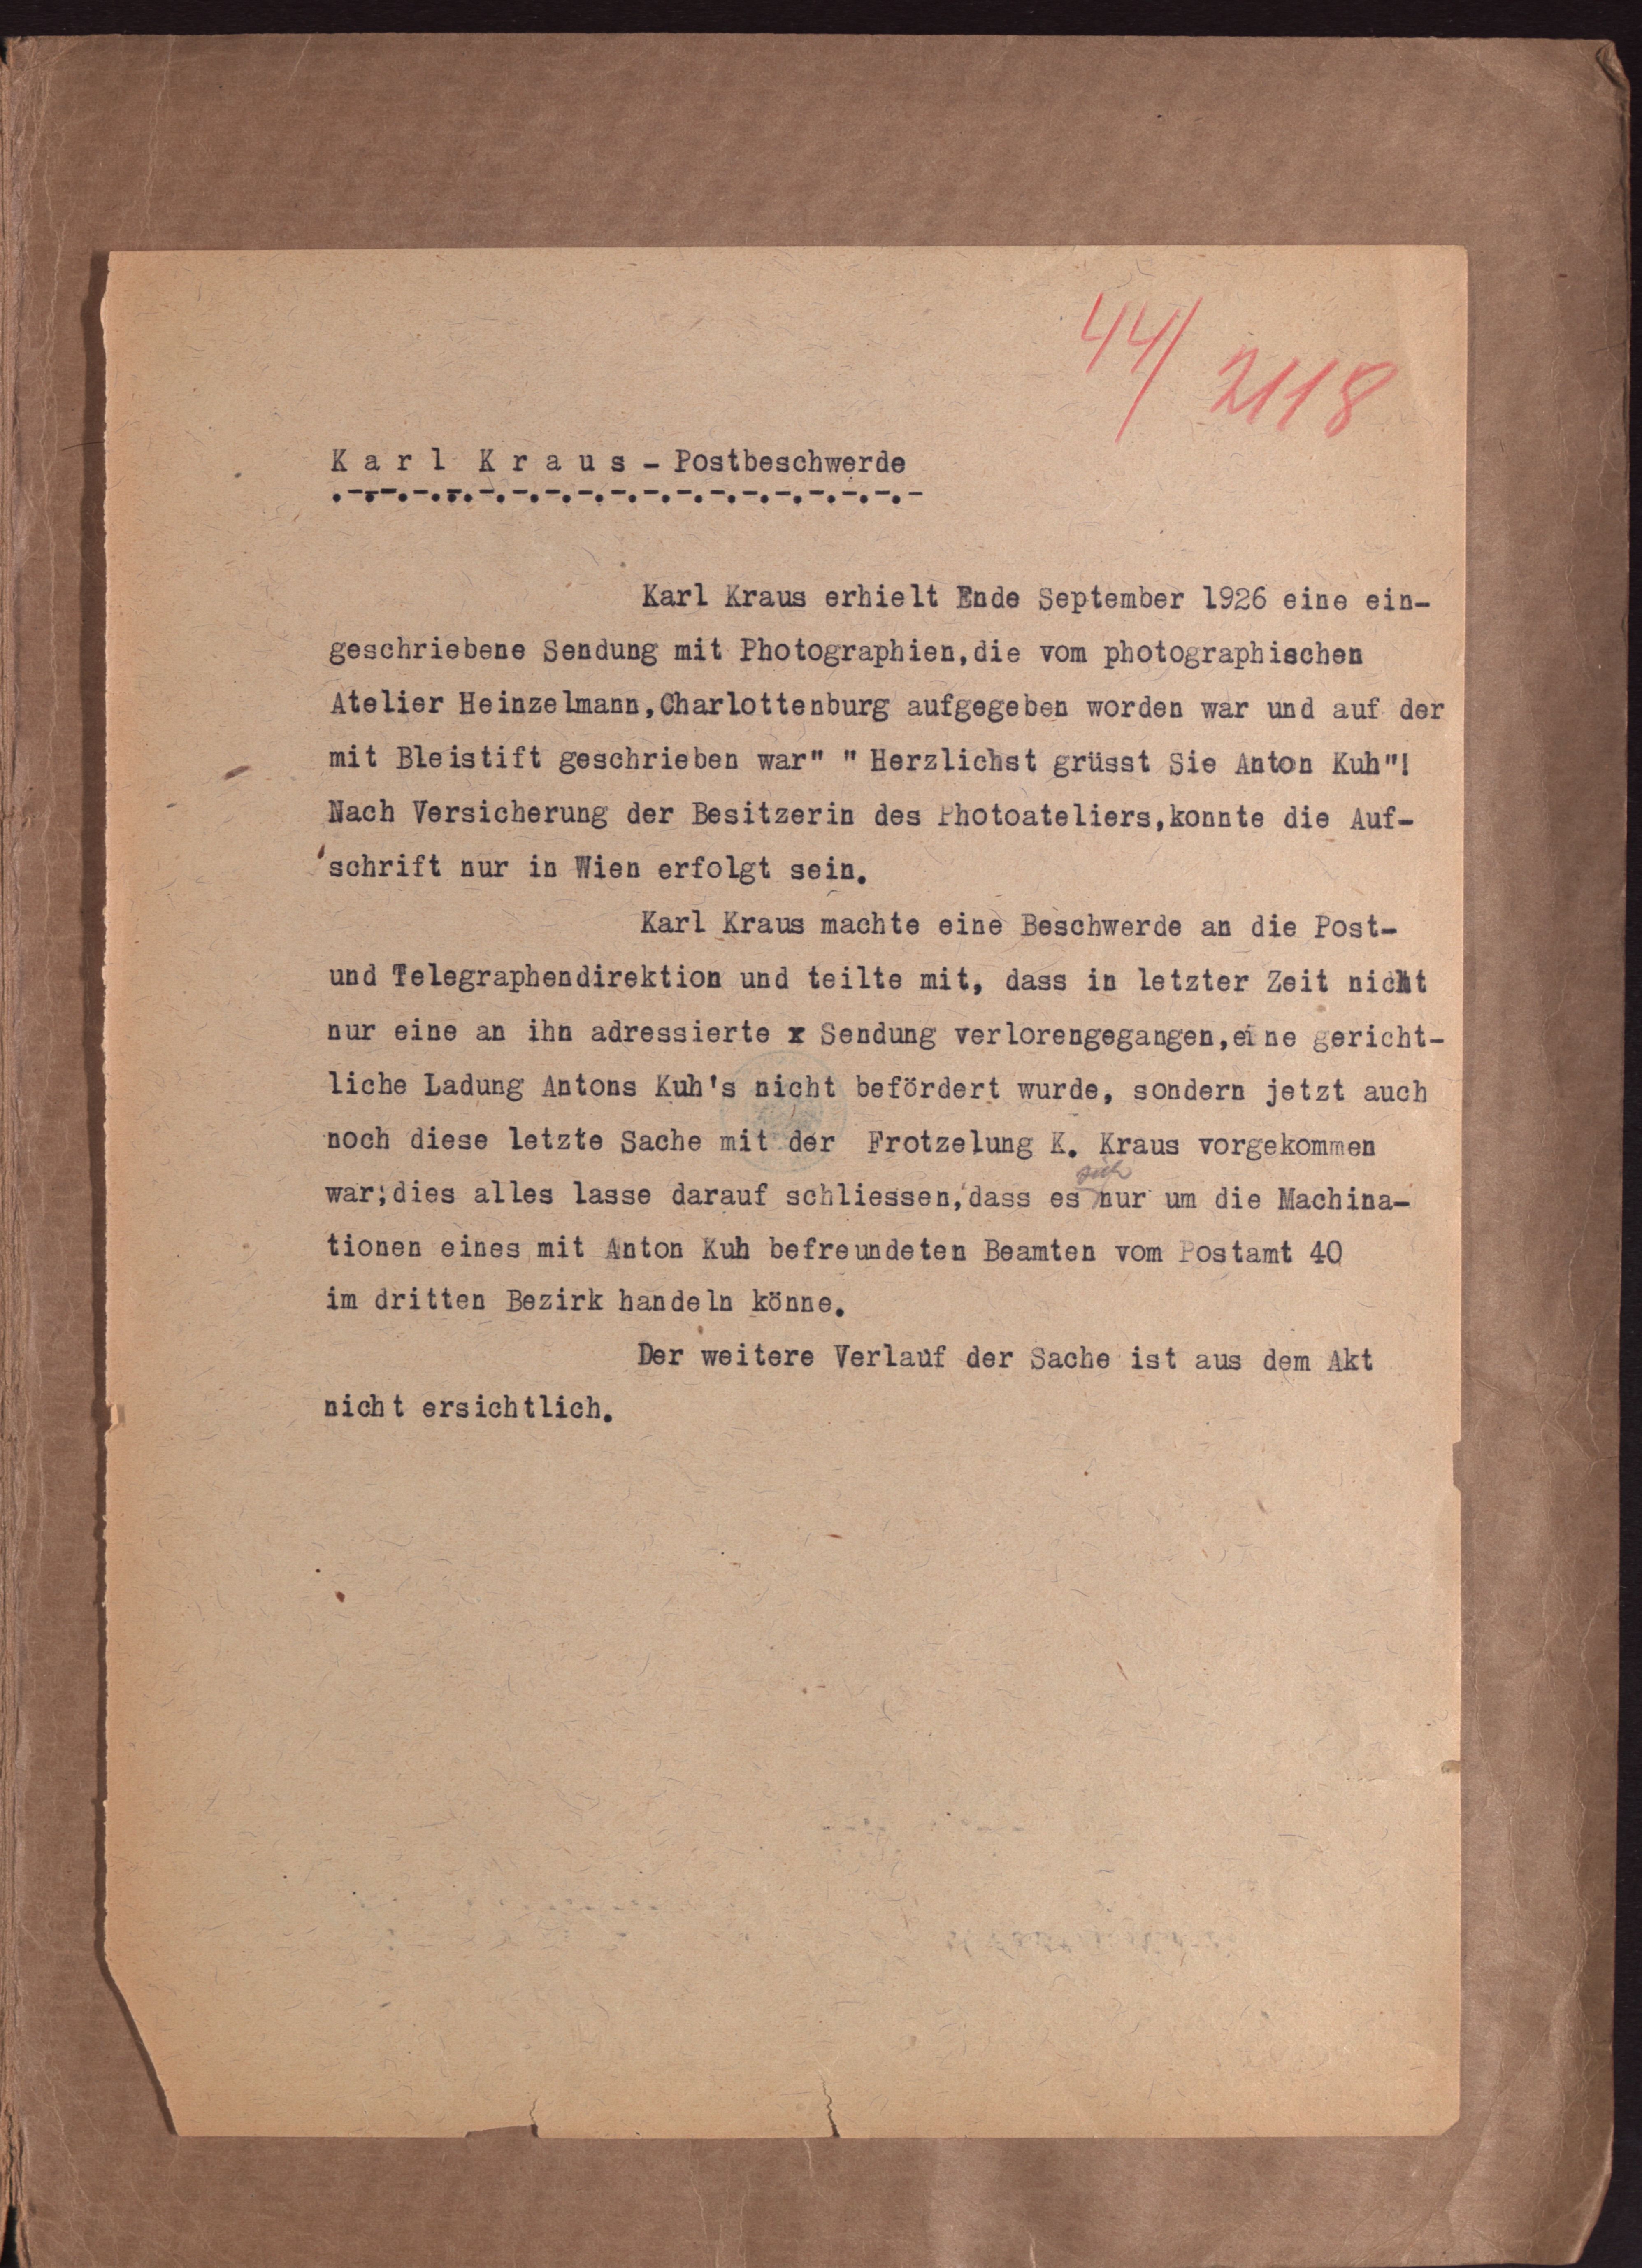 44/2118
Karl Kraus - Postbeschwerde
Karl Kraus erhielt Ende September 1926 eine ein-
geschriebene Sendung mit Photographien,die vom photographischen
Atelier Heinzelmann,Charlottenburg aufgegeben worden war und auf der
mit Bleistift geschrieben war" " Herzlichst grüsst Sie Anton Kuh"!
Nach Versicherung der Besitzerin des Photoateliers,konnte die Auf-
schrift nur in Wien erfolgt sein.
Karl Kraus machte eine Beschwerde an die Post-
und Telegraphendirektion und teilte mit, dass in letzter Zeit nicht
nur eine an ihn adressierte x Sendung verlorengegangen,eine gericht-
liche Ladung Antons Kuh's nicht befördert wurde, sondern jetzt auch
noch diese letzte Sache mit der Frotzelung K. Kraus vorgekommen
war;dies alles lasse darauf schliessen,dass es sich nur um die Machina-
tionen eines mit Anton Kuh befreundeten Beamten vom Postamt 40
im dritten Bezirk handeln könne.
Der weitere Verlauf der Sache ist aus dem Akt
nicht ersichtlich.